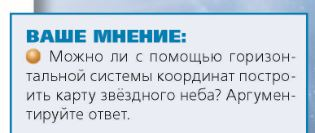 ВАШЕ МНЕНИЕ:
Можно ли с помощью горизон-
тальной системы координат постро-
ить карту звёздного неба? Аргумен-
тируйте ответ.